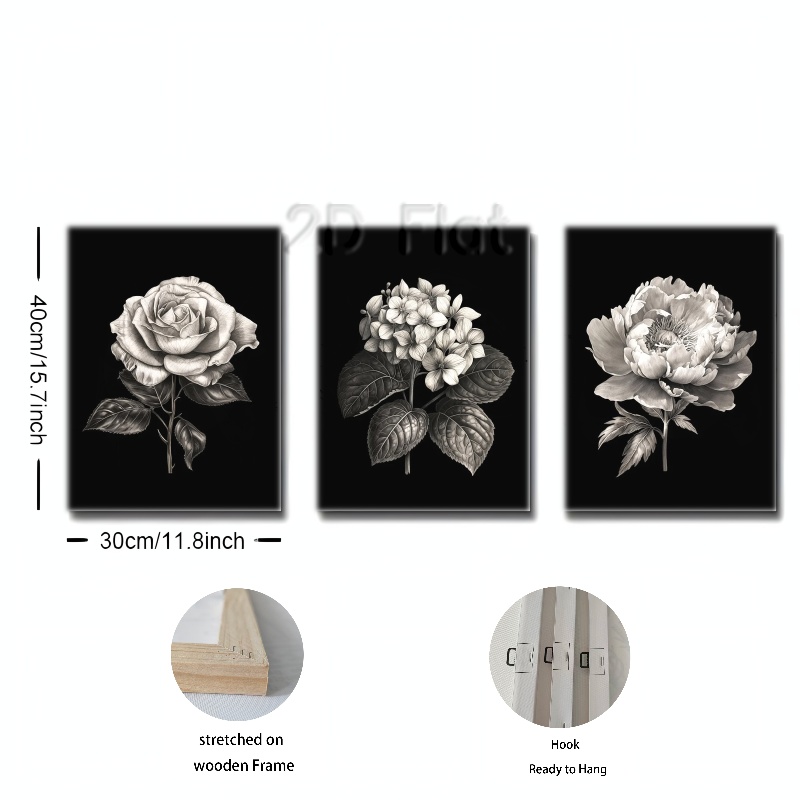 2D Flat
40cm/15.7inch
30cm/11.8inch
stretched on
wooden Frame
Hook
Ready to Hang